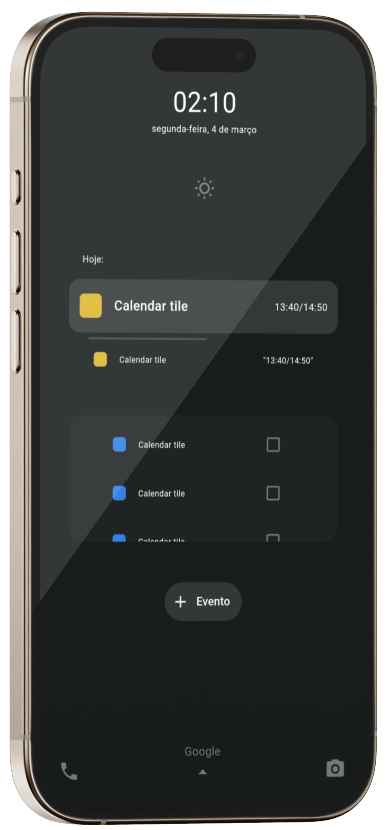 02:10
segunda-feira, 4 de março
Hoje:
Calendar tile 13:40/14:50
Calendar tile "13:40/14:50"
Calendar tile
Calendar tile
Calendar tile
+ Evento
Google